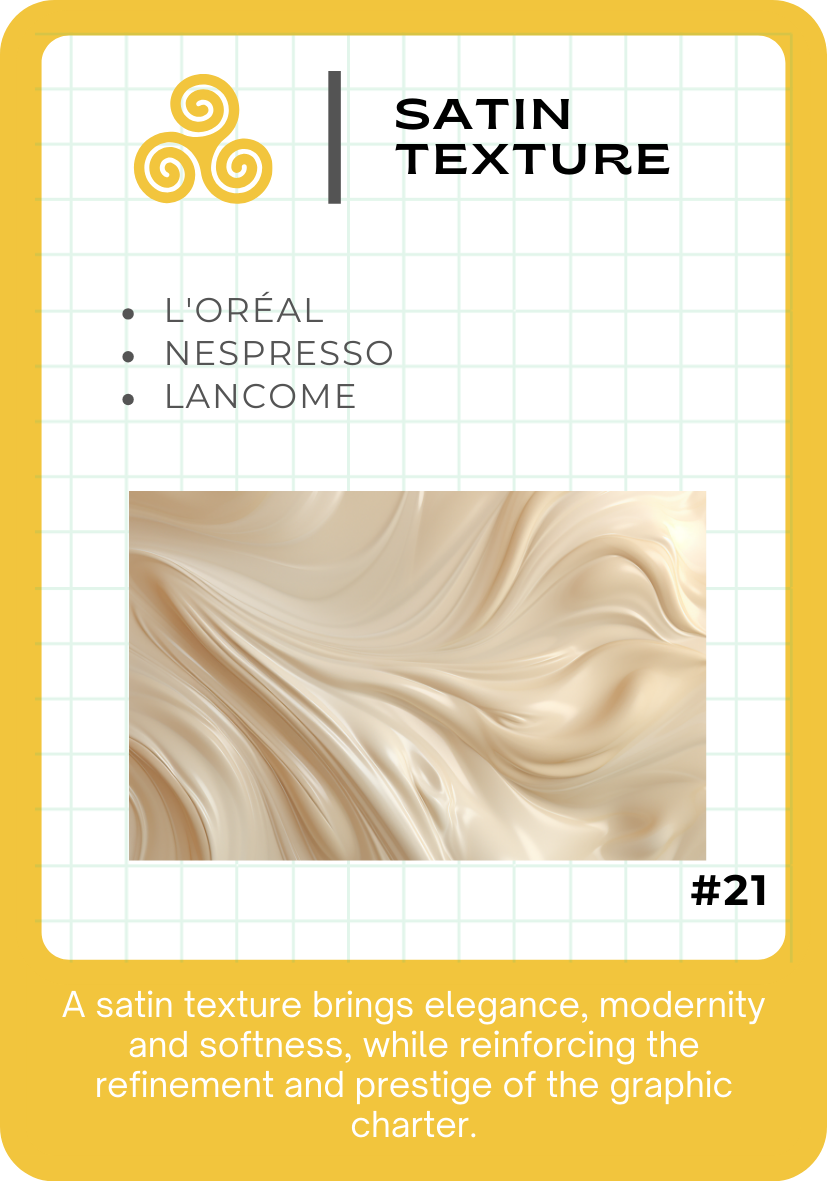 SATIN
TEXTURE
L'ORÉAL
NESPRESSO
LANCOME
#21
A satin texture brings elegance, modernity
and softness, while reinforcing the
refinement and prestige of the graphic
charter.